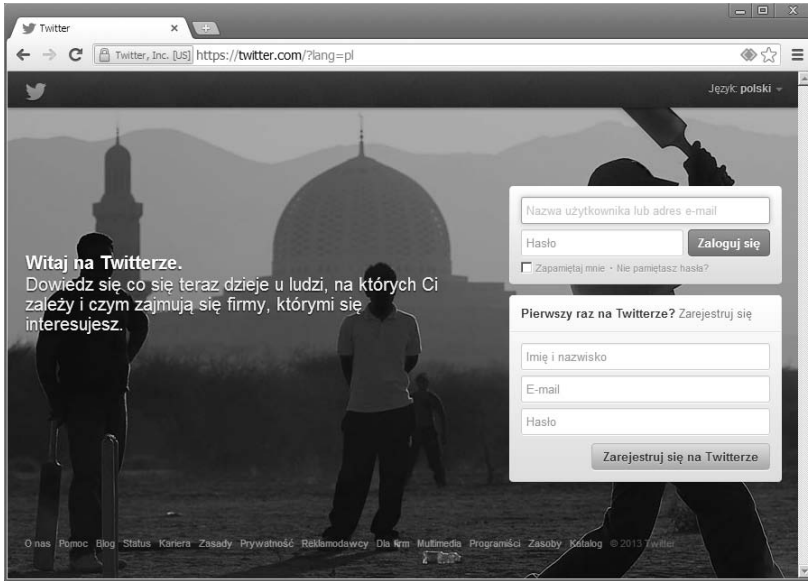 Twitter
Twitter, Inc. [US] https://twitter.com/?lang=pl
Język: polski
Witaj na Twitterze.
Dowiedz się co się teraz dzieje u ludzi, na których Ci
zależy i czym zajmują się firmy, którymi się
interesujesz.
Nazwa użytkownika lub adres e-mail
Hasło
Zaloguj się
Zapamiętaj mnie · Nie pamiętasz hasła?
Pierwszy raz na Twitterze? Zarejestruj się
Imię i nazwisko
E-mail
Hasło
Zarejestruj się na Twitterze
O nas Pomoc Blog Status Kariera Zasady Prywatność Reklamodawcy Dla firm Multimedia Programiści Zasoby Katalog © 2013 Twitter